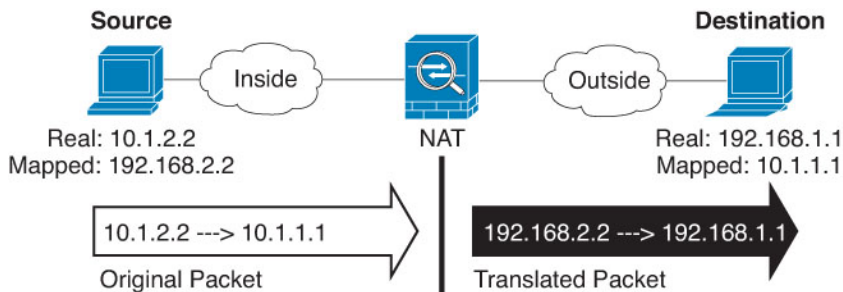 Source
Destination
Inside
Outside
Real: 10.1.2.2
Mapped: 192.168.2.2
NAT
Real: 192.168.1.1
Mapped: 10.1.1.1
10.1.2.2 ---> 10.1.1.1
192.168.2.2 ---> 192.168.1.1
Original Packet
Translated Packet